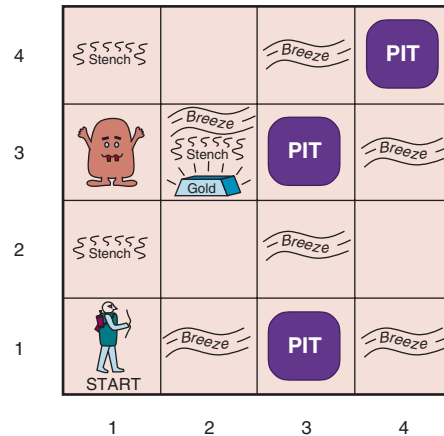 4
Stench
Breeze
PIT
3
Breeze
Stench
Gold
PIT
Breeze
2
Stench
Breeze
1
START
Breeze
PIT
Breeze
1 2 3 4